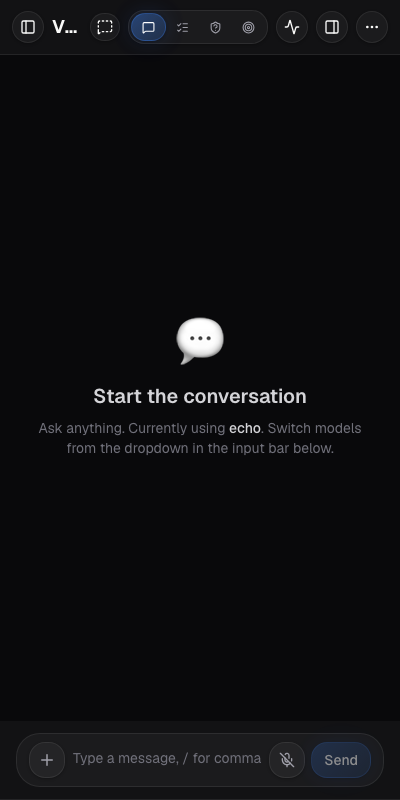 V...
Start the conversation
Ask anything. Currently using echo. Switch models
from the dropdown in the input bar below.
Type a message, / for comma
Send